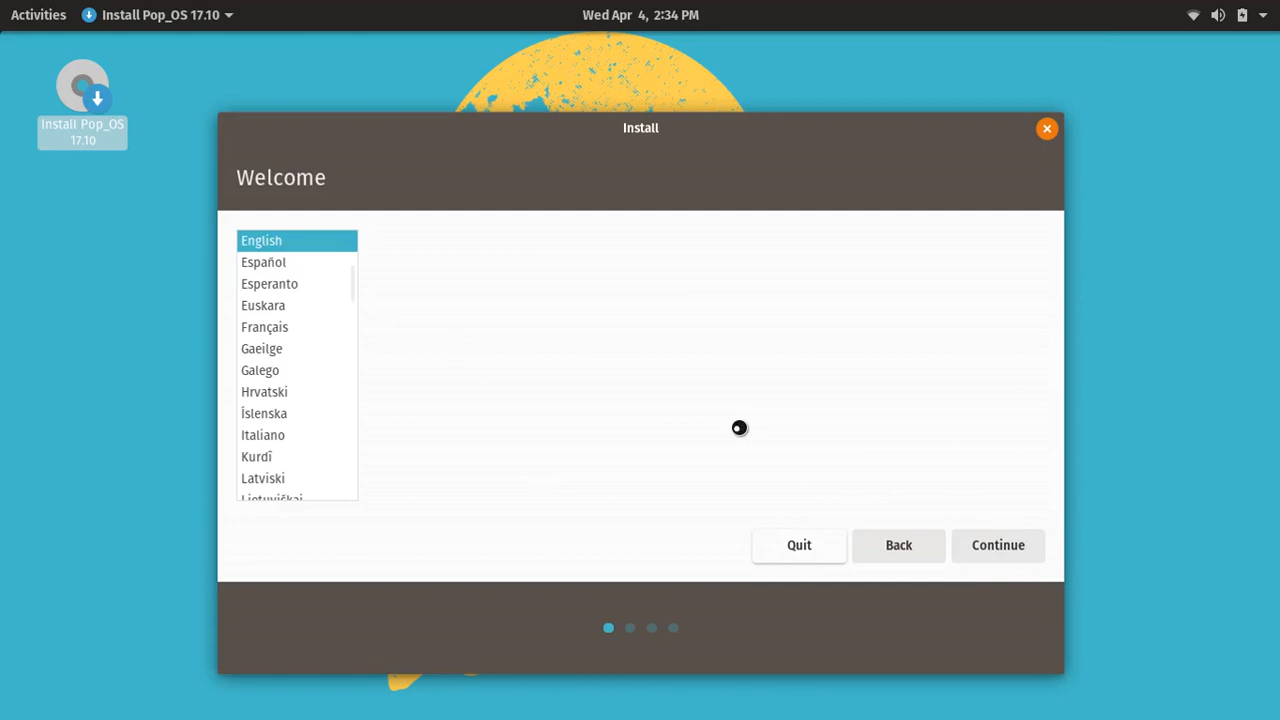 Activities
Install Pop_OS 17.10
Wed Apr 4, 2:34 PM
Install Pop_OS
17.10
Install
Welcome
English
Español
Esperanto
Euskara
Français
Gaeilge
Galego
Hrvatski
Íslenska
Italiano
Kurdî
Latviski
Lietuviškai
Quit
Back
Continue